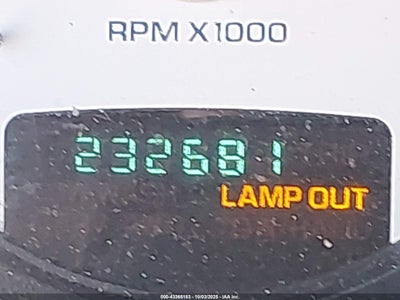 RPM X1000
232681
LAMP OUT
000-43366183 - 10/03/2025 - IAA Inc.